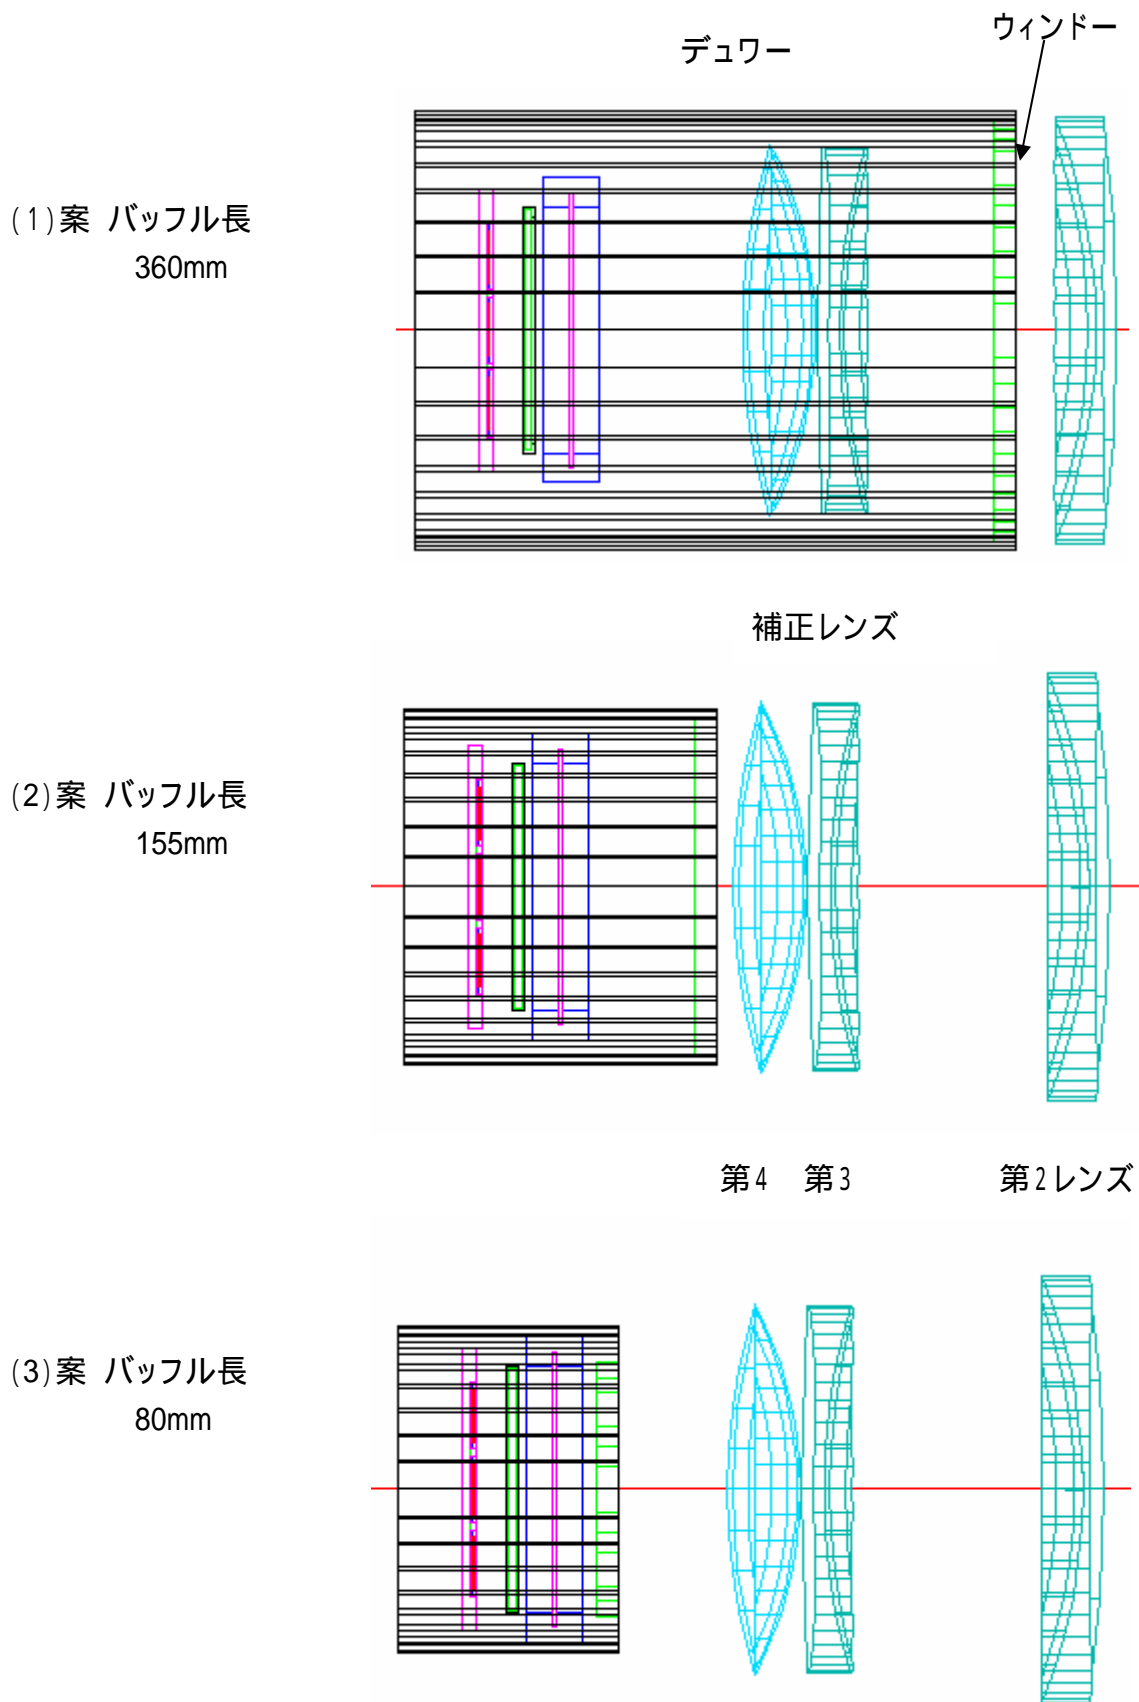 ウィンドー
デュワー
(1)案 バッフル長
360mm
補正レンズ
(2)案 バッフル長
155mm
第4 第3 第2レンズ
(3)案 バッフル長
80mm